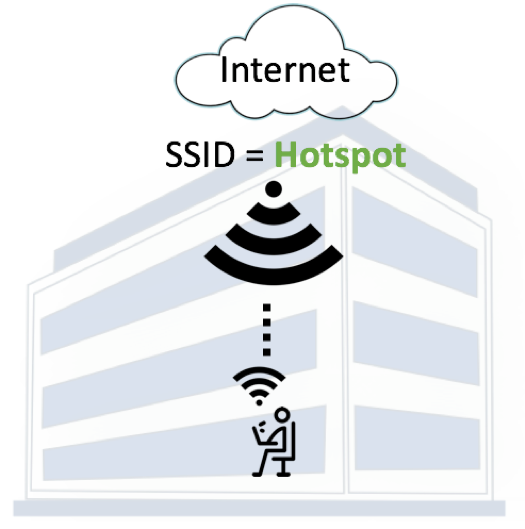 Internet
SSID = Hotspot